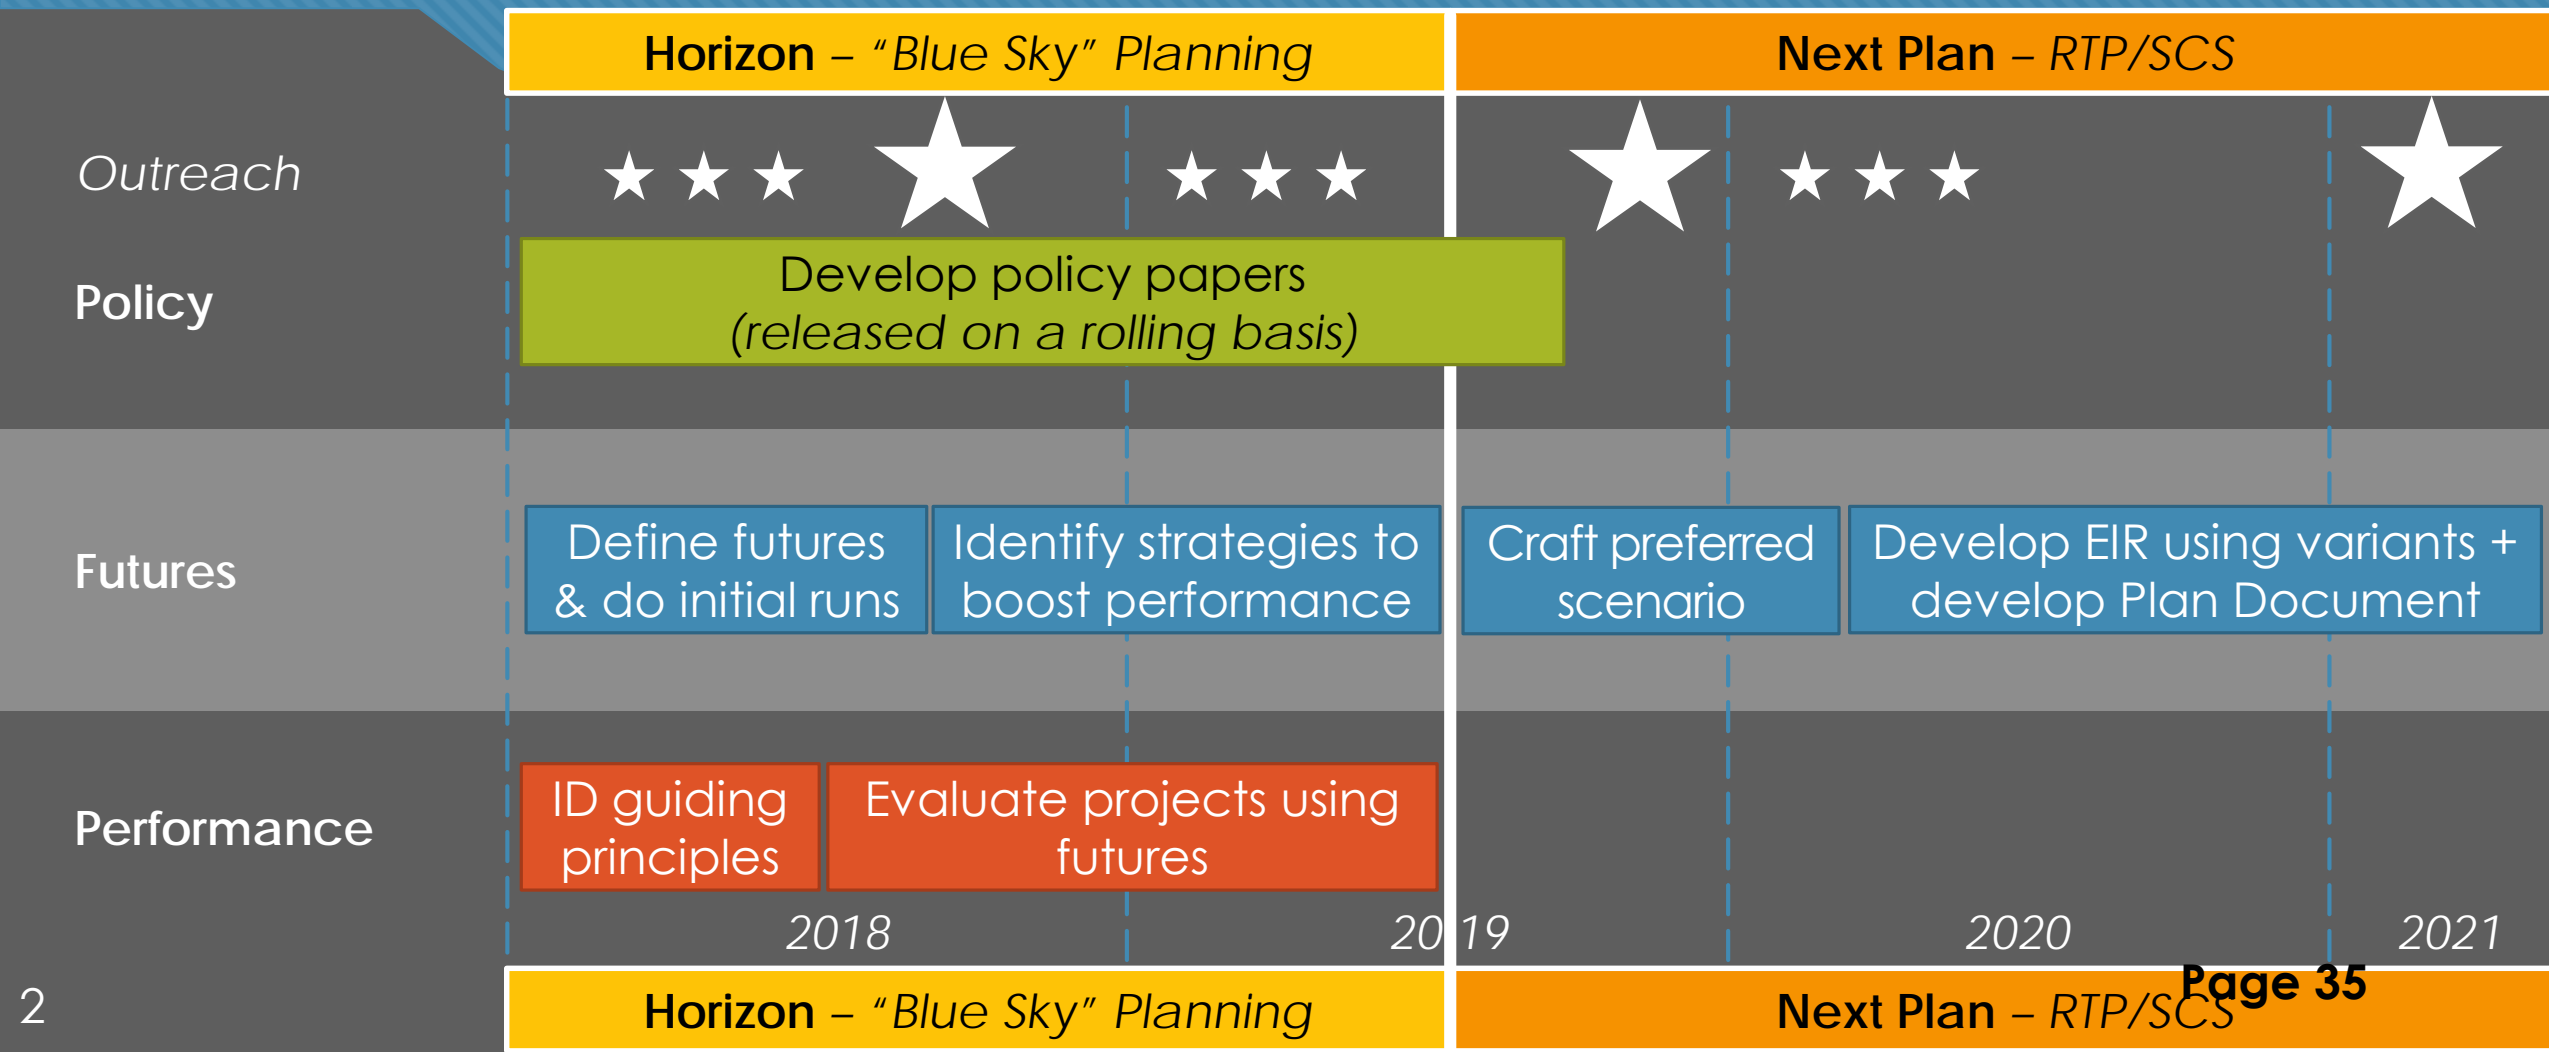 Horizon – “Blue Sky” Planning
Next Plan – RTP/SCS
Outreach
Policy
Develop policy papers
(released on a rolling basis)
Futures
Define futures
& do initial runs
Identify strategies to
boost performance
Craft preferred
scenario
Develop EIR using variants +
develop Plan Document
Performance
ID guiding
principles
Evaluate projects using
futures
2018
2019
2020
2021
2
Horizon – “Blue Sky” Planning
Next Plan – RTP/SCS
Page 35